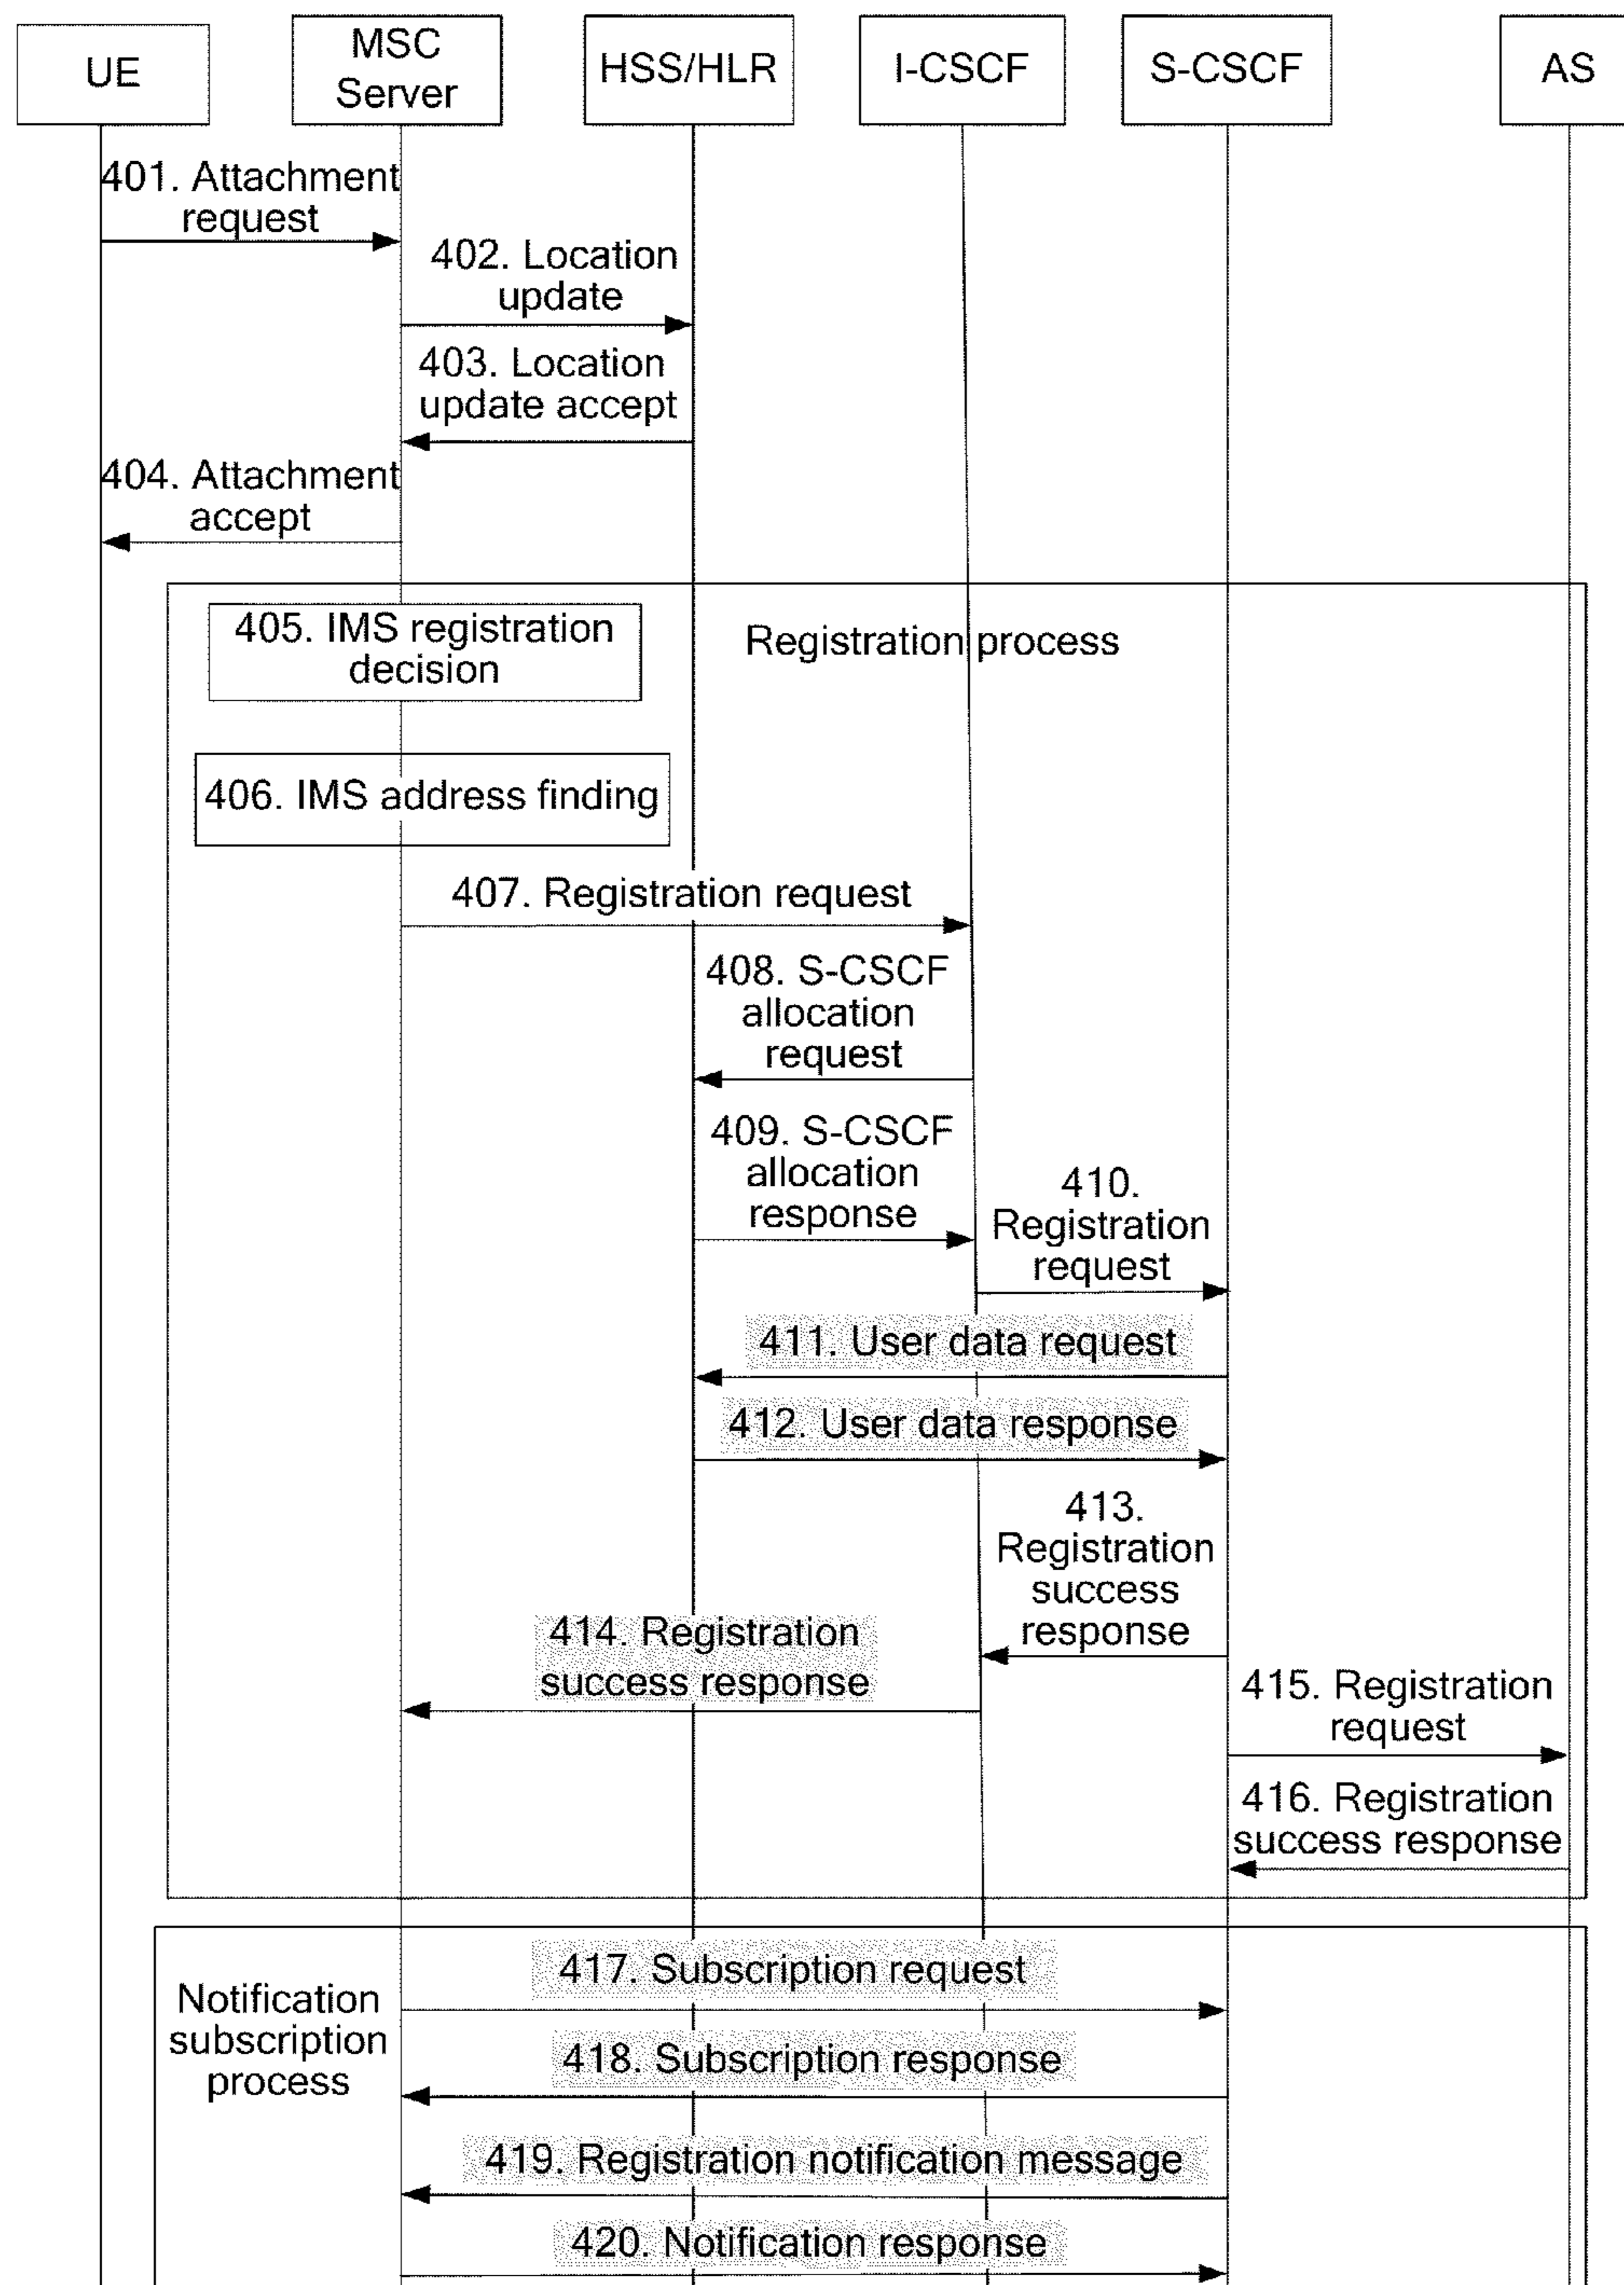 UE
MSC
Server
HSS/HLR
I-CSCF
S-CSCF
AS
401. Attachment
request
402. Location
update
403. Location
update accept
404. Attachment
accept
405. IMS registration
decision
Registration process
406. IMS address finding
407. Registration request
408. S-CSCF
allocation
request
409. S-CSCF
allocation
response
410.
Registration
request
411. User data request
412. User data response
413.
Registration
success
response
414. Registration
success response
415. Registration
request
416. Registration
success response
Notification
subscription
process
417. Subscription request
418. Subscription response
419. Registration notification message
420. Notification response